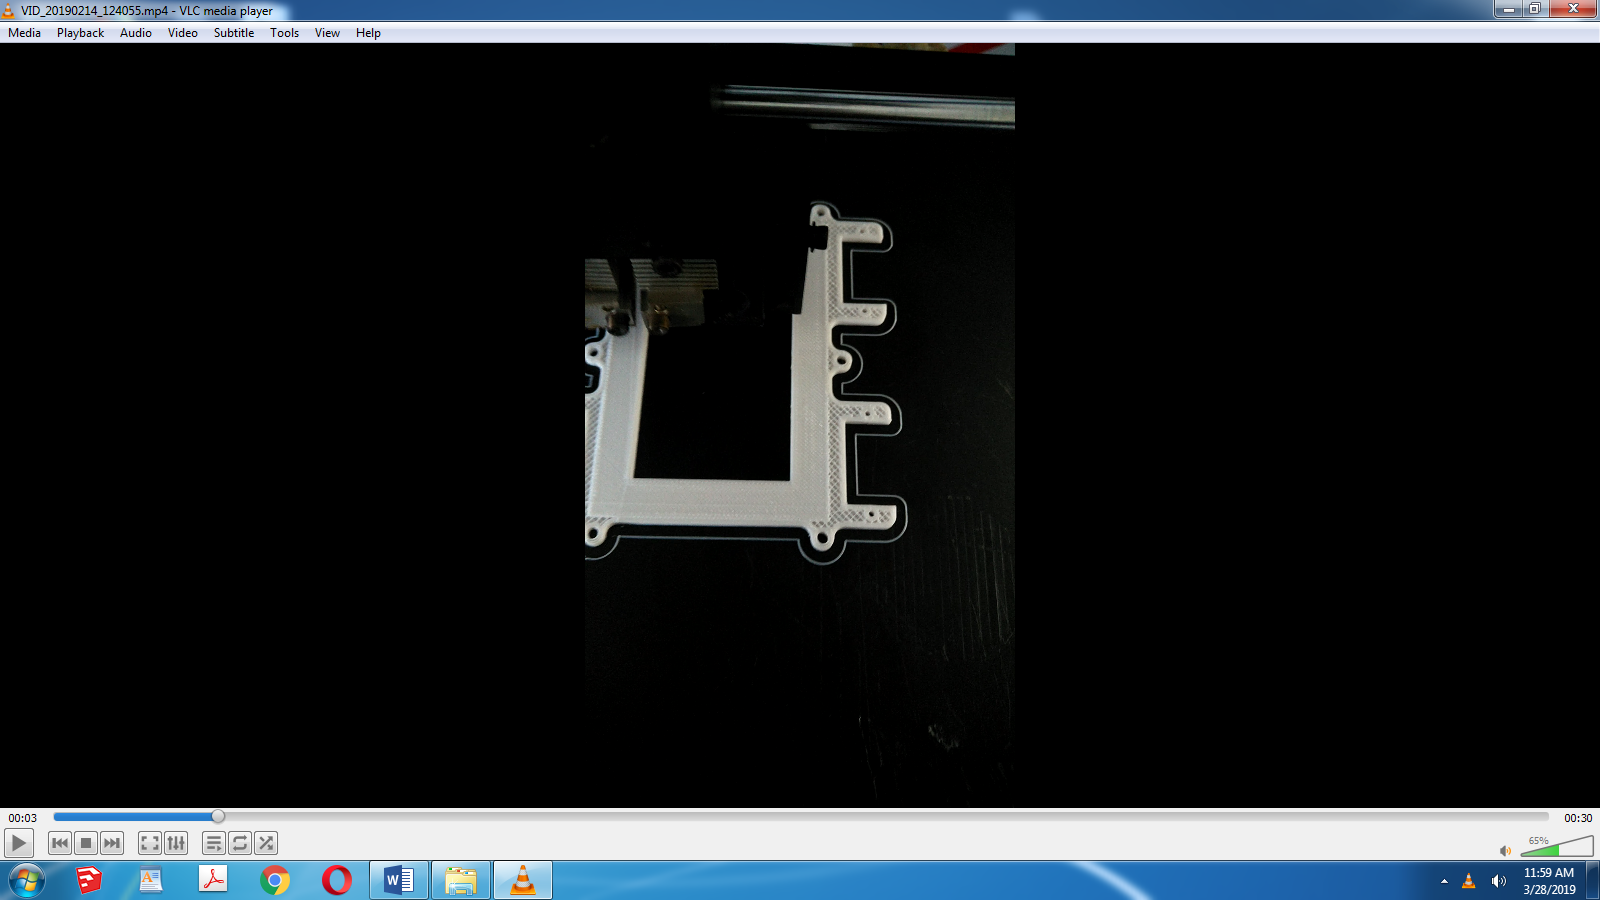 VID_20190214_124055.mp4 - VLC media player
Media Playback Audio Video Subtitle Tools View Help
00:03
00:30
65%
11:59 AM
3/28/2019